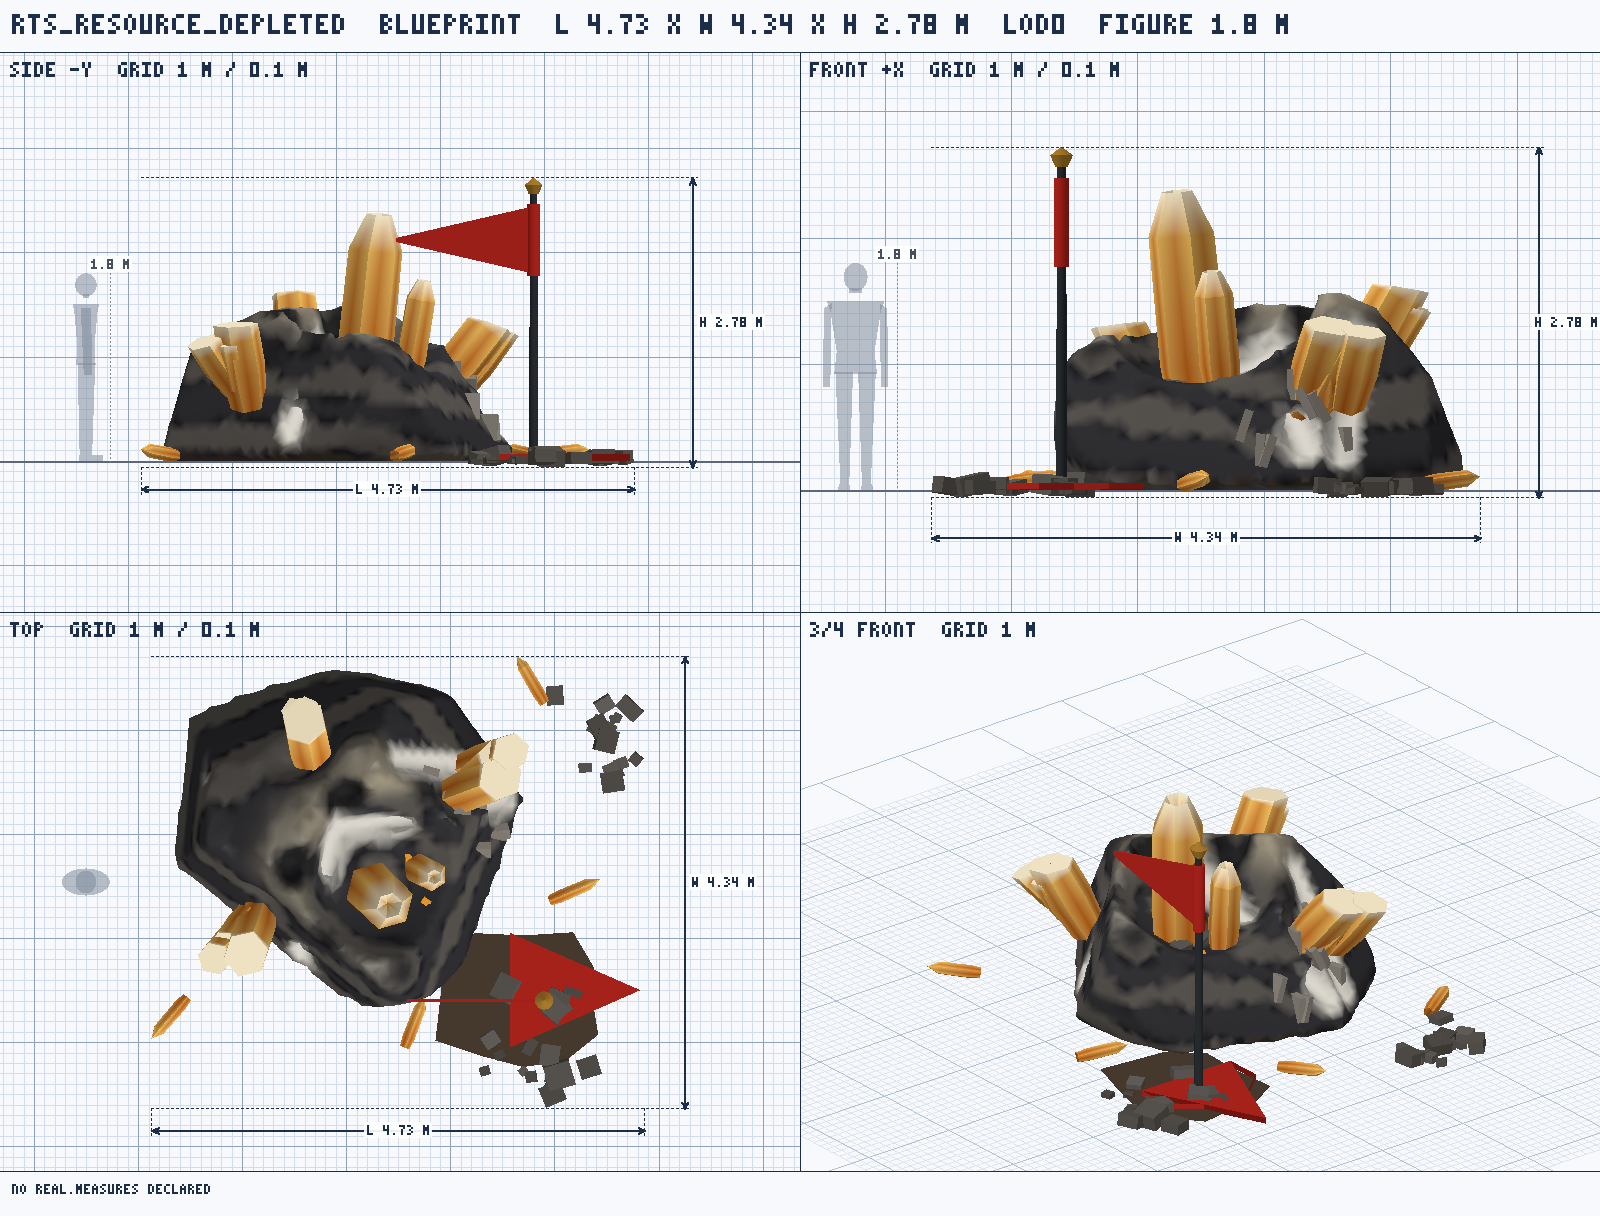 RTS_RESOURCE_DEPLETED BLUEPRINT L 4.73 X W 4.34 X H 2.78 M LOD0 FIGURE 1.8 M
SIDE -Y GRID 1 M / 0.1 M
1.8 M
H 2.78 M
L 4.73 M
FRONT +X GRID 1 M / 0.1 M
1.8 M
H 2.78 M
W 4.34 M
TOP GRID 1 M / 0.1 M
W 4.34 M
L 4.73 M
3/4 FRONT GRID 1 M
NO REAL.MEASURES DECLARED